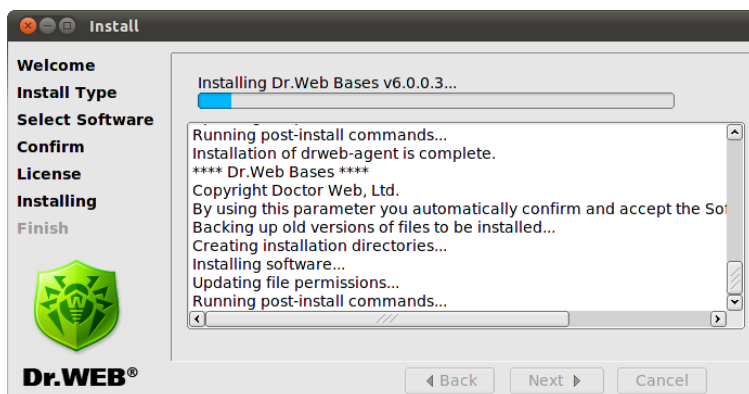 Install
Welcome
Install Type
Select Software
Confirm
License
Installing
Finish
Dr.WEB®
Installing Dr.Web Bases v6.0.0.3...
Running post-install commands...
Installation of drweb-agent is complete.
**** Dr.Web Bases ****
Copyright Doctor Web, Ltd.
By using this parameter you automatically confirm and accept the Sof
Backing up old versions of files to be installed...
Creating installation directories...
Installing software...
Updating file permissions...
Running post-install commands...
Back Next Cancel